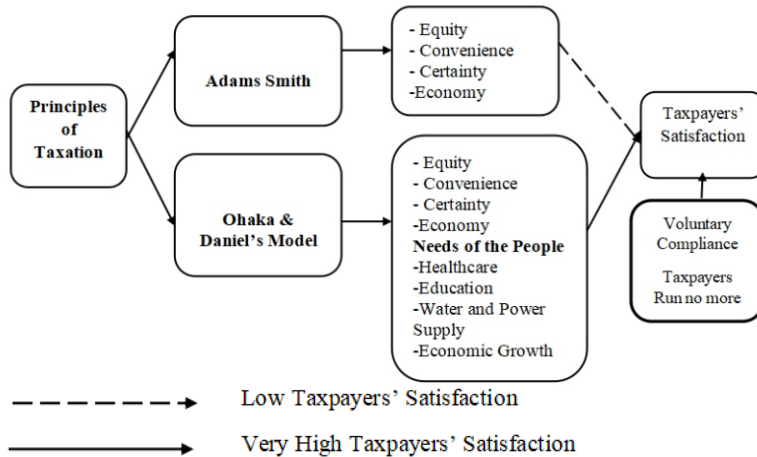 Principles
of
Taxation
Adams Smith
- Equity
- Convenience
- Certainty
-Economy
Taxpayers’
Satisfaction
Ohaka &
Daniel’s Model
- Equity
- Convenience
- Certainty
-Economy
Needs of the People
-Healthcare
-Education
-Water and Power
Supply
-Economic Growth
Voluntary
Compliance
Taxpayers
Run no more
Low Taxpayers’ Satisfaction
Very High Taxpayers’ Satisfaction